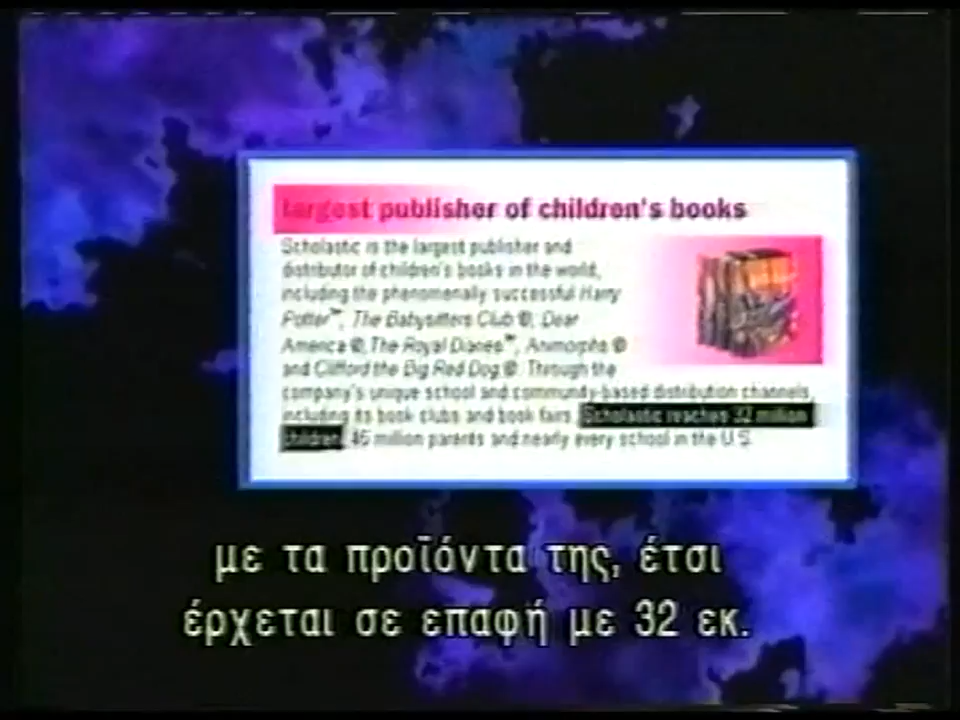 largest publisher of children's books
Scholastic is the largest publisher and
distributor of children's books in the world,
including the phenomenally successful Harry
Potter™, The Babysitters Club ®, Dear
America ®, The Royal Diaries™, Animorphs ®
and Clifford the Big Red Dog ®. Through the
company's unique school and community-based distribution channels,
including its book clubs and book fairs, Scholastic reaches 32 million
children, 45 million parents and nearly every school in the U.S.
με τα προϊόντα της, έτσι
έρχεται σε επαφή με 32 εκ.